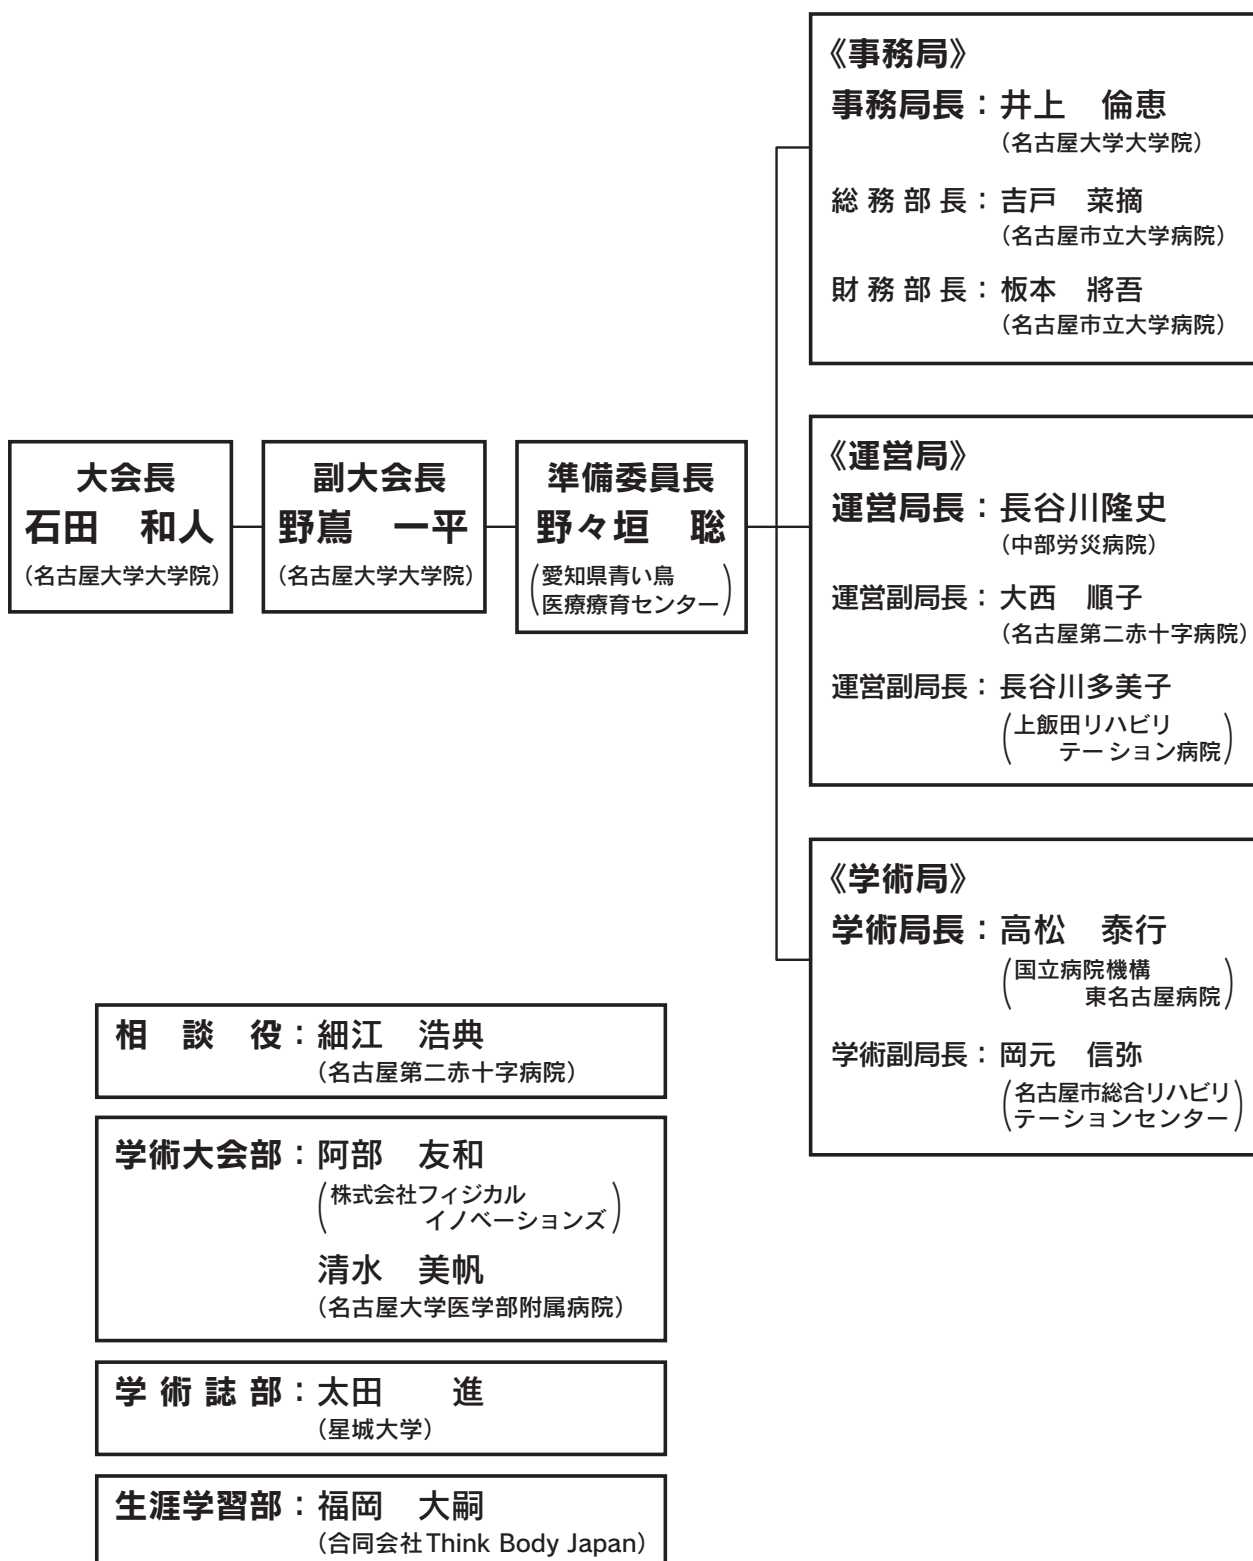 大会長
石田　和人
（名古屋大学大学院）
副大会長
野嶌　一平
（名古屋大学大学院）
準備委員長
野々垣　聡
（愛知県青い鳥
医療療育センター）
《事務局》
事務局長：井上　倫恵
（名古屋大学大学院）
総務部長：吉戸　菜摘
（名古屋市立大学病院）
財務部長：板本　將吾
（名古屋市立大学病院）
《運営局》
運営局長：長谷川隆史
（中部労災病院）
運営副局長：大西　順子
（名古屋第二赤十字病院）
運営副局長：長谷川多美子
（上飯田リハビリ
テーション病院）
《学術局》
学術局長：高松　泰行
（国立病院機構
東名古屋病院）
学術副局長：岡元　信弥
（名古屋市総合リハビリ
テーションセンター）
相　談　役：細江　浩典
（名古屋第二赤十字病院）
学術大会部：阿部　友和
（株式会社フィジカル
イノベーションズ）
清水　美帆
（名古屋大学医学部附属病院）
学術誌部：太田　　進
（星城大学）
生涯学習部：福岡　大嗣
（合同会社Think Body Japan）